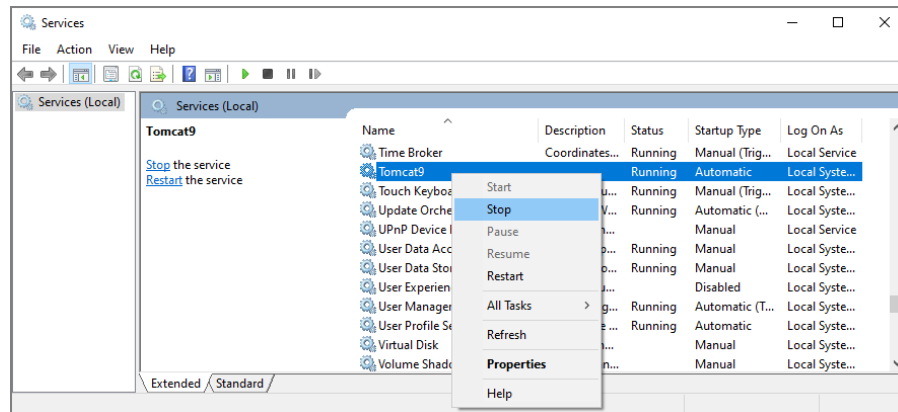 Services
File Action View Help
Services (Local)
Services (Local)
Tomcat9
Stop the service
Restart the service
Name Description Status Startup Type Log On As
Time Broker Coordinates... Running Manual (Trig... Local Service
Tomcat9 Running Automatic Local Syste...
Touch Keyboa u... Running Manual (Trig... Local Syste...
Update Orche Running Automatic (... Local Syste...
UPnP Device n... Manual Local Service
User Data Acc o... Running Manual Local Syste...
User Data Sto o... Running Manual Local Syste...
User Experien Disabled Local Syste...
User Manager g... Running Automatic (T... Local Syste...
User Profile Se e ... Running Automatic Local Syste...
Virtual Disk Manual Local Syste...
Volume Shado n... Manual Local Syste...
Start
Stop
Pause
Resume
Restart
All Tasks
Refresh
Properties
Help
Extended Standard